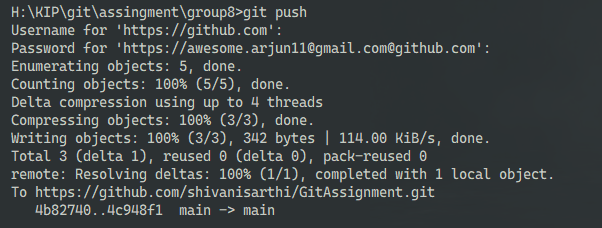 H:\KIP\git\assingment\group8>git push
Username for 'https://github.com':
Password for 'https://awesome.arjun11@gmail.com@github.com':
Enumerating objects: 5, done.
Counting objects: 100% (5/5), done.
Delta compression using up to 4 threads
Compressing objects: 100% (3/3), done.
Writing objects: 100% (3/3), 342 bytes | 114.00 KiB/s, done.
Total 3 (delta 1), reused 0 (delta 0), pack-reused 0
remote: Resolving deltas: 100% (1/1), completed with 1 local object.
To https://github.com/shivanisarthi/GitAssignment.git
   4b82740..4c948f1  main -> main